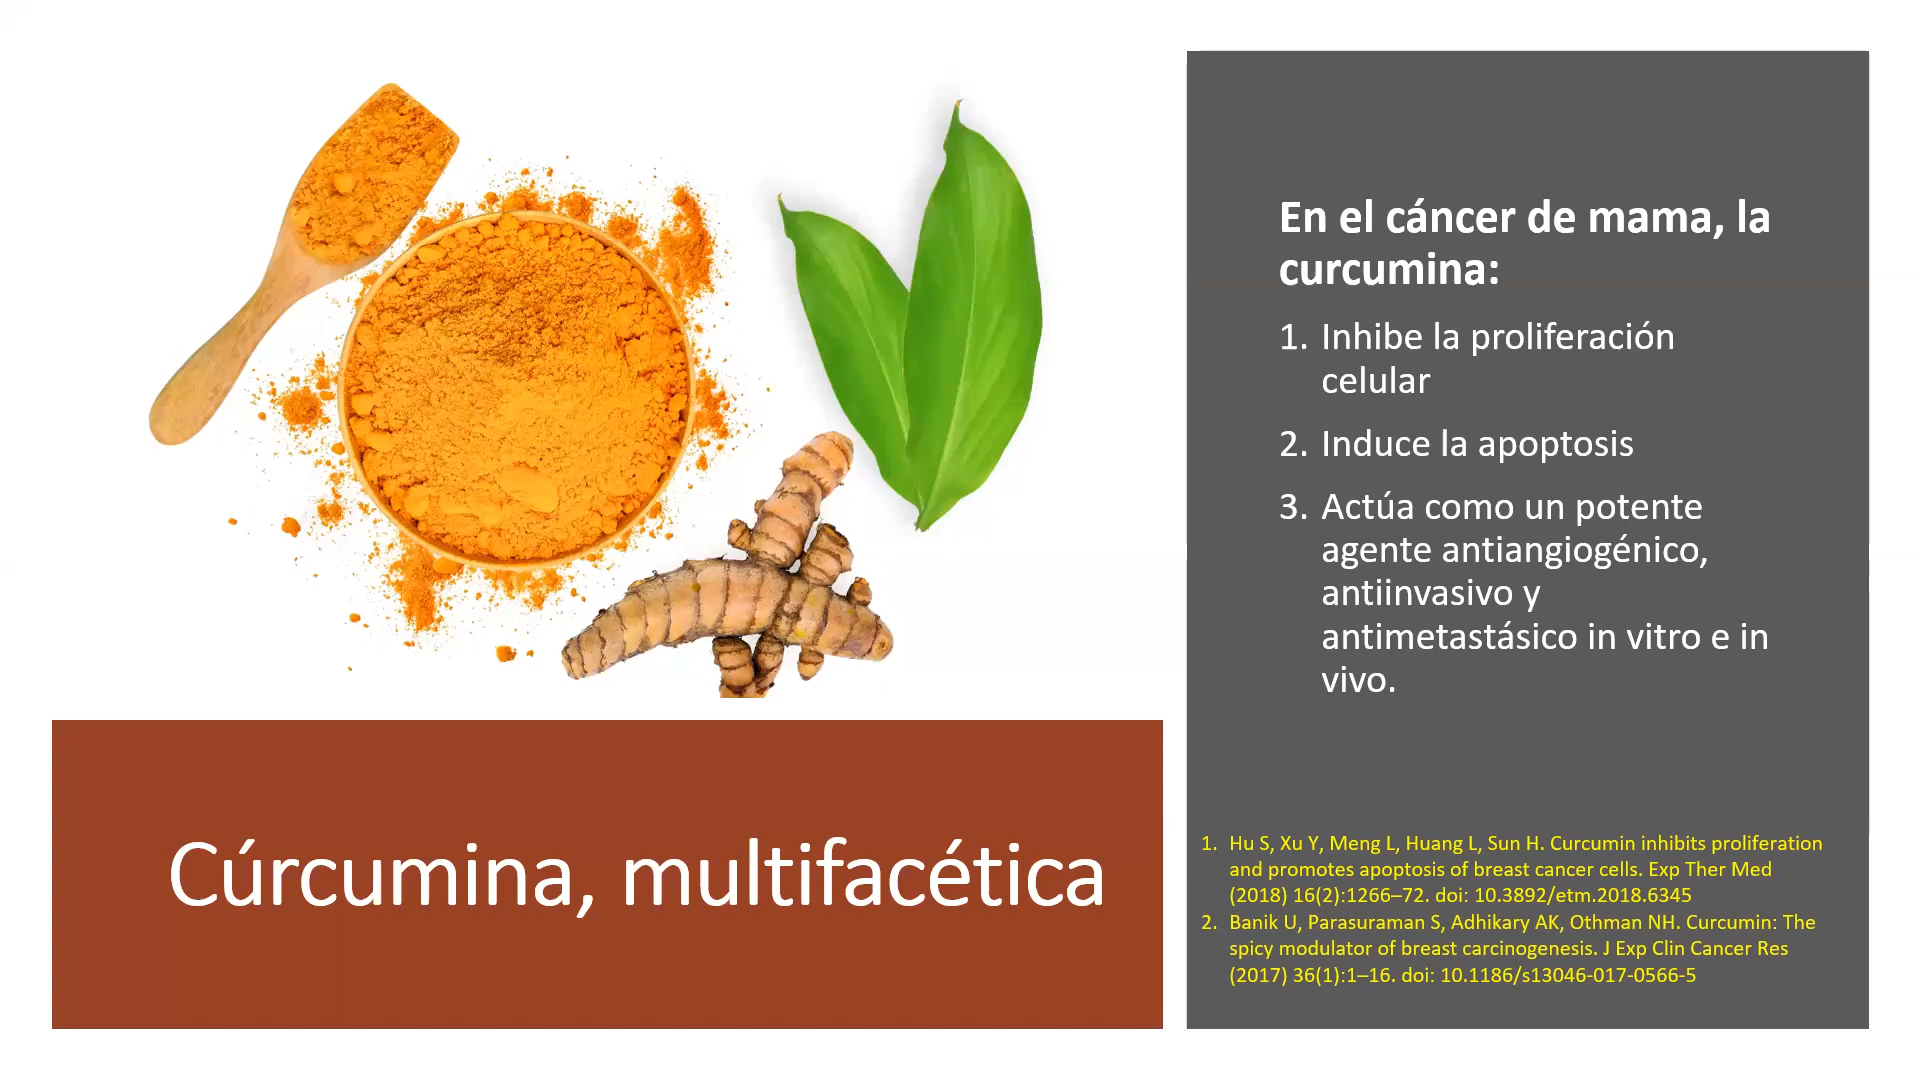 En el cáncer de mama, la
curcumina:
1. Inhibe la proliferación
celular
2. Induce la apoptosis
3. Actúa como un potente
agente antiangiogénico,
antiinvasivo y
antimetastásico in vitro e in
vivo.
Cúrcumina, multifacética
1. Hu S, Xu Y, Meng L, Huang L, Sun H. Curcumin inhibits proliferation
and promotes apoptosis of breast cancer cells. Exp Ther Med
(2018) 16(2):1266–72. doi: 10.3892/etm.2018.6345
2. Banik U, Parasuraman S, Adhikary AK, Othman NH. Curcumin: The
spicy modulator of breast carcinogenesis. J Exp Clin Cancer Res
(2017) 36(1):1–16. doi: 10.1186/s13046-017-0566-5